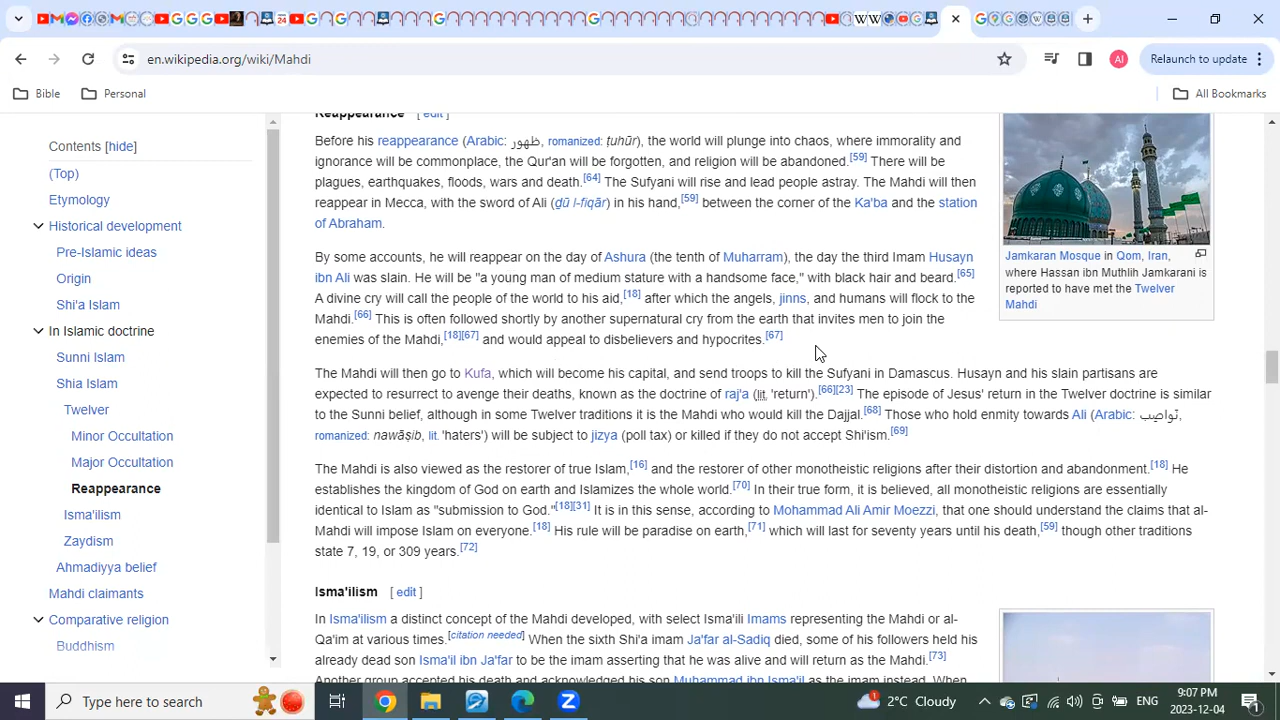 en.wikipedia.org/wiki/Mahdi
AI
Relaunch to update
Bible
Personal
All Bookmarks
Contents [hide]
(Top)
Etymology
Historical development
Pre-Islamic ideas
Origin
Shi'a Islam
In Islamic doctrine
Sunni Islam
Shia Islam
Twelver
Minor Occultation
Major Occultation
Reappearance
Isma'ilism
Zaydism
Ahmadiyya belief
Mahdi claimants
Comparative religion
Buddhism
Reappearance [ edit ]
Before his reappearance (Arabic: ظهور, romanized: ṭuhūr), the world will plunge into chaos, where immorality and
ignorance will be commonplace, the Qur'an will be forgotten, and religion will be abandoned.[59] There will be
plagues, earthquakes, floods, wars and death.[64] The Sufyani will rise and lead people astray. The Mahdi will then
reappear in Mecca, with the sword of Ali (ḏū l-fiqār) in his hand,[59] between the corner of the Ka'ba and the station
of Abraham.
By some accounts, he will reappear on the day of Ashura (the tenth of Muharram), the day the third Imam Husayn
ibn Ali was slain. He will be "a young man of medium stature with a handsome face," with black hair and beard.[65]
A divine cry will call the people of the world to his aid,[18] after which the angels, jinns, and humans will flock to the
Mahdi.[66] This is often followed shortly by another supernatural cry from the earth that invites men to join the
enemies of the Mahdi,[18][67] and would appeal to disbelievers and hypocrites.[67]
The Mahdi will then go to Kufa, which will become his capital, and send troops to kill the Sufyani in Damascus. Husayn and his slain partisans are
expected to resurrect to avenge their deaths, known as the doctrine of raj'a (lit. 'return').[66][23] The episode of Jesus' return in the Twelver doctrine is similar
to the Sunni belief, although in some Twelver traditions it is the Mahdi who would kill the Dajjal.[68] Those who hold enmity towards Ali (Arabic: نَواصِب,
romanized: nawāṣib, lit. 'haters') will be subject to jizya (poll tax) or killed if they do not accept Shi'ism.[69]
The Mahdi is also viewed as the restorer of true Islam,[16] and the restorer of other monotheistic religions after their distortion and abandonment.[18] He
establishes the kingdom of God on earth and Islamizes the whole world.[70] In their true form, it is believed, all monotheistic religions are essentially
identical to Islam as "submission to God."[18][31] It is in this sense, according to Mohammad Ali Amir Moezzi, that one should understand the claims that al-
Mahdi will impose Islam on everyone.[18] His rule will be paradise on earth,[71] which will last for seventy years until his death,[59] though other traditions
state 7, 19, or 309 years.[72]
Isma'ilism [ edit ]
In Isma'ilism a distinct concept of the Mahdi developed, with select Isma'ili Imams representing the Mahdi or al-
Qa'im at various times.[citation needed] When the sixth Shi'a imam Ja'far al-Sadiq died, some of his followers held his
already dead son Isma'il ibn Ja'far to be the imam asserting that he was alive and will return as the Mahdi.[73]
Another group accepted his death and acknowledged his son Muhammad ibn Isma'il as the imam instead. When
Jamkaran Mosque in Qom, Iran,
where Hassan ibn Muthlih Jamkarani is
reported to have met the Twelver
Mahdi
Type here to search
1
2°C Cloudy
ENG
9:07 PM
2023-12-04
1